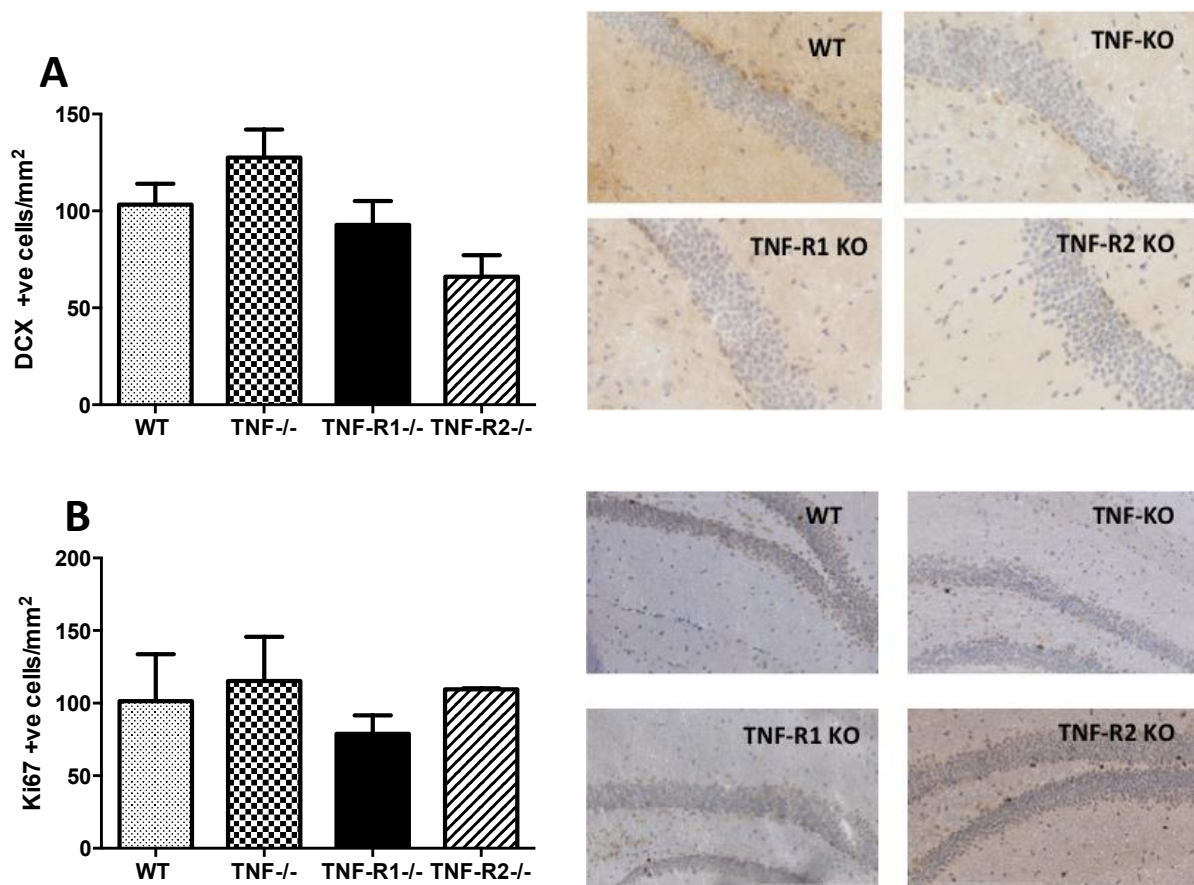 A
DCX +ve cells/mm²
150
100
50
0
WT TNF-/- TNF-R1-/- TNF-R2-/-
WT
TNF-KO
TNF-R1 KO
TNF-R2 KO
B
Ki67 +ve cells/mm²
200
150
100
50
0
WT TNF-/- TNF-R1-/- TNF-R2-/-
WT
TNF-KO
TNF-R1 KO
TNF-R2 KO